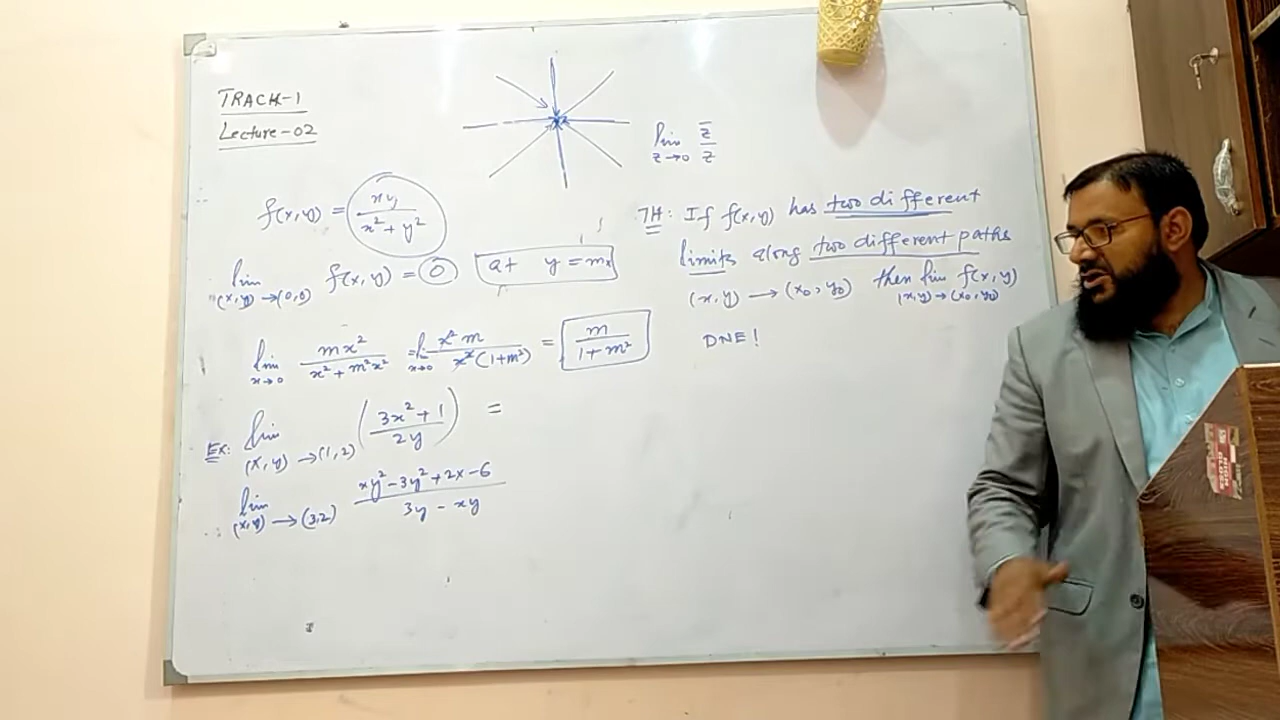 TRACK-1
Lecture-02
lim z→0 z̅/z
f(x,y) = xy/(x²+y²)
lim (x,y)→(0,0) f(x,y) = 0 at y = mx
lim x→0 mx²/(x²+m²x²) = lim x→0 x²m/(x²(1+m²)) = m/(1+m²)
EX: lim (x,y)→(1,2) ((3x²+1)/2y) =
lim (x,y)→(3,2) (xy²-3y²+2x-6)/(3y-xy)
TH: If f(x,y) has two different
limits along two different paths
(x,y)→(x₀,y₀) then lim (x,y)→(x₀,y₀) f(x,y)
DNE!
HIGH
GLOSS